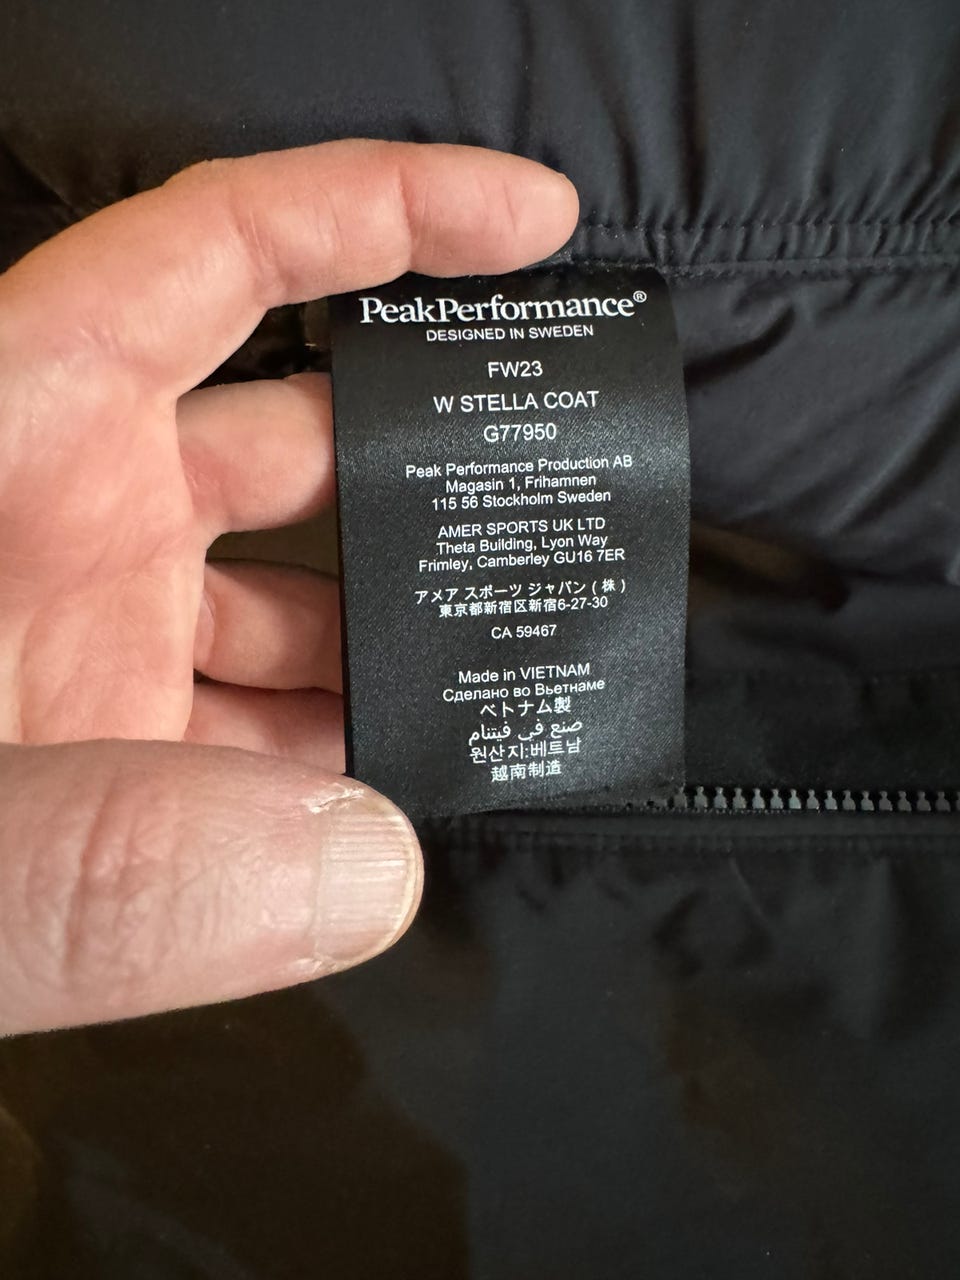 PeakPerformance®
DESIGNED IN SWEDEN
FW23
W STELLA COAT
G77950
Peak Performance Production AB
Magasin 1, Frihamnen
115 56 Stockholm Sweden
AMER SPORTS UK LTD
Theta Building, Lyon Way
Frimley, Camberley GU16 7ER
アメア スポーツ ジャパン ( 株 )
東京都新宿区新宿6-27-30
CA 59467
Made in VIETNAM
Сделано во Вьетнаме
ベトナム製
صنع في فيتنام
원산지:베트남
越南制造